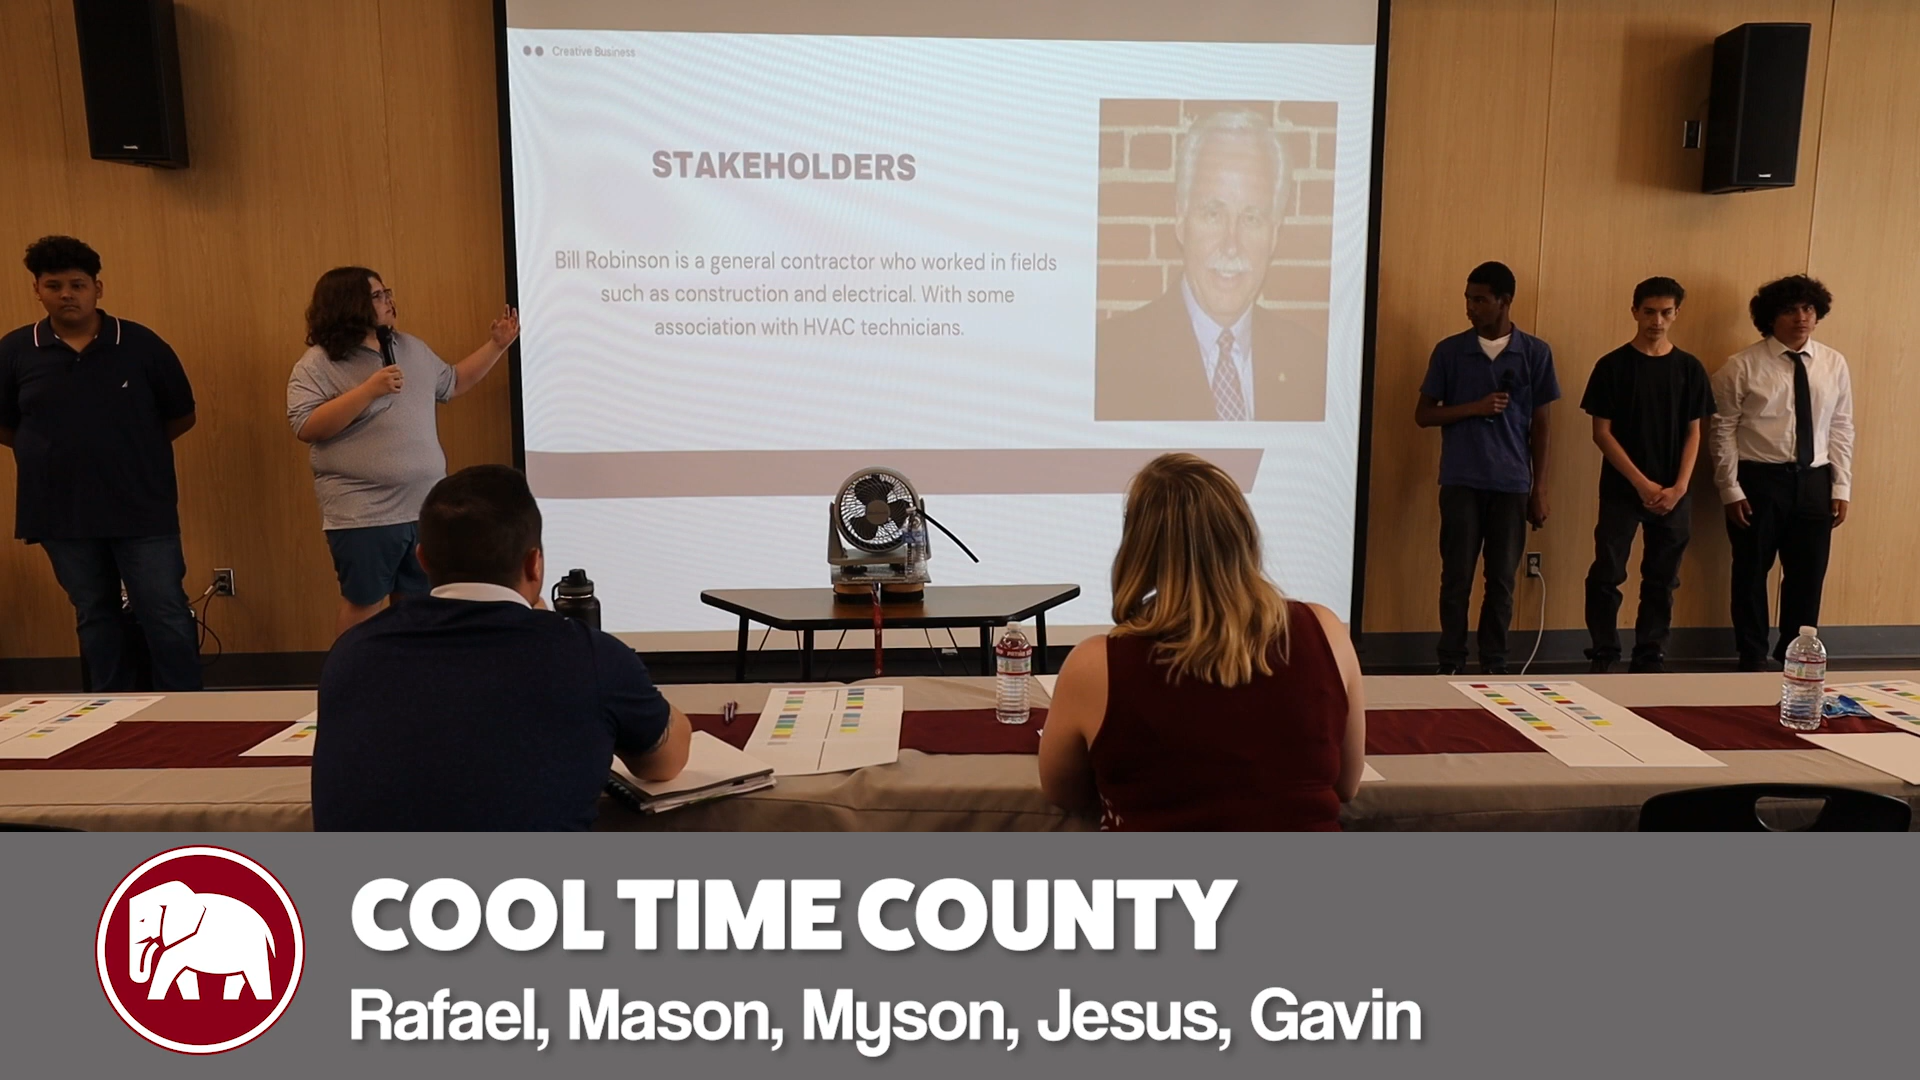 Creative Business
STAKEHOLDERS
Bill Robinson is a general contractor who worked in fields
such as construction and electrical. With some
association with HVAC technicians.
COOL TIME COUNTY
Rafael, Mason, Myson, Jesus, Gavin